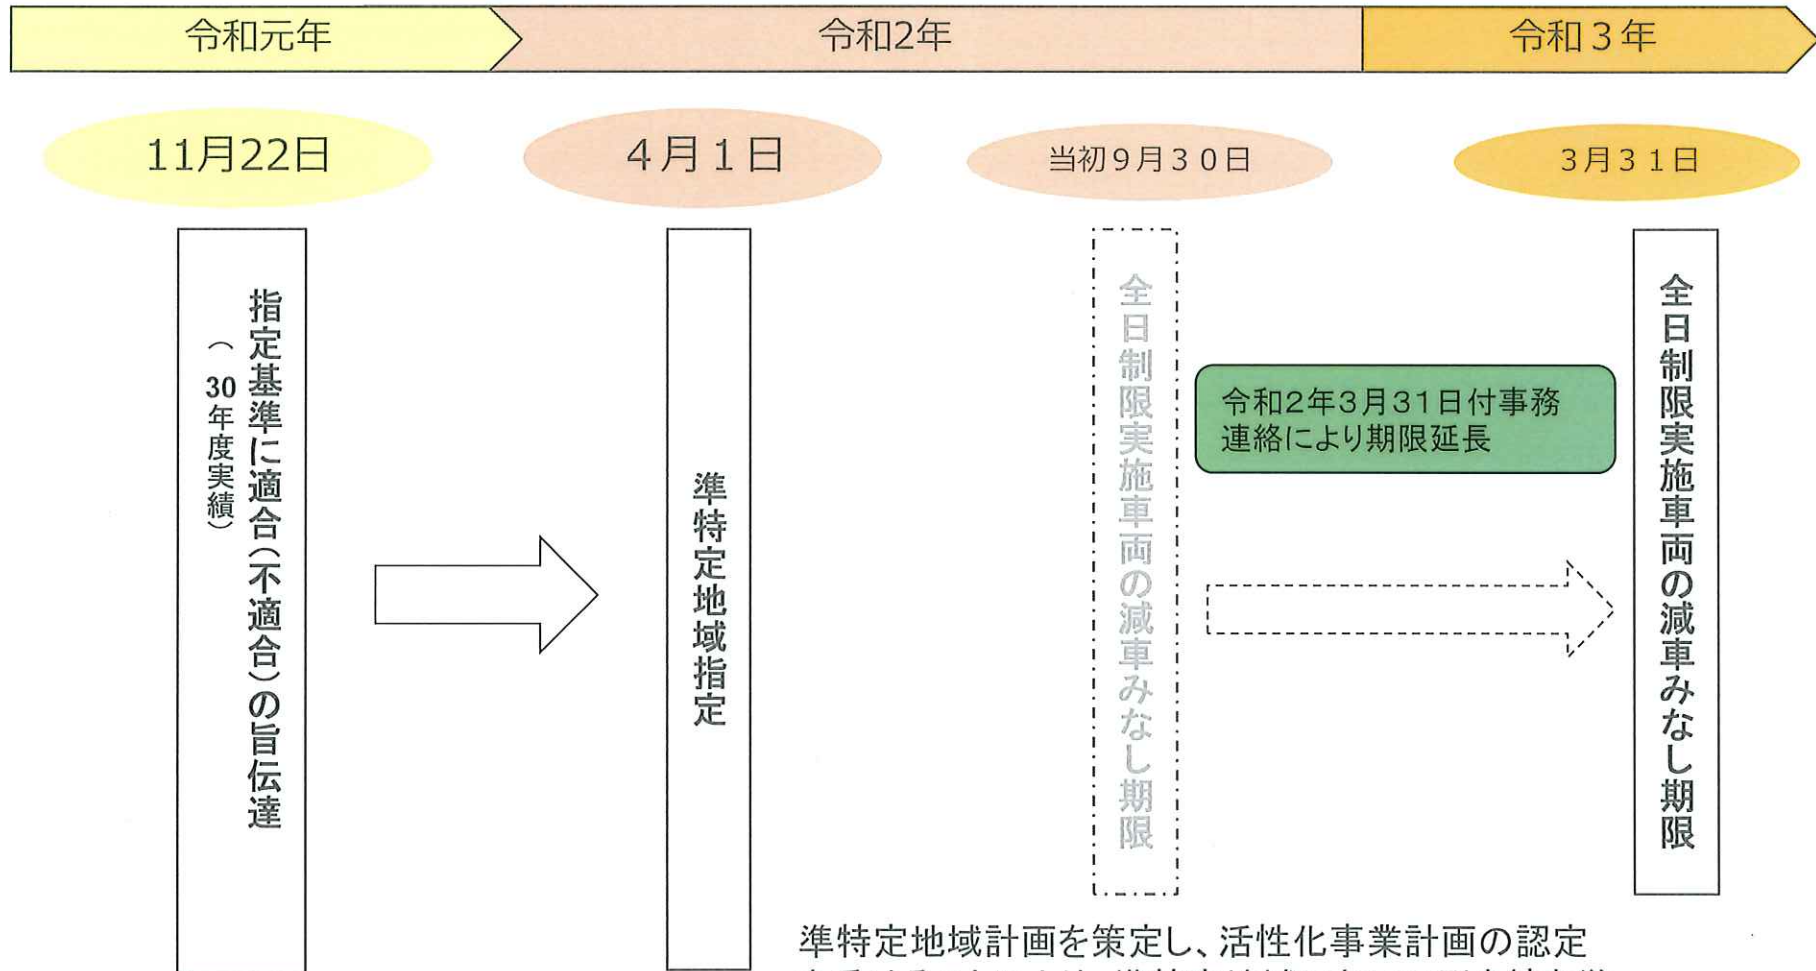 令和元年
令和2年
令和３年
11月22日
４月１日
当初９月３０日
３月３１日
指定基準に適合（不適合）の旨伝達
（30年度実績）
準特定地域指定
全日制限実施車両の減車みなし期限
令和2年3月31日付事務
連絡により期限延長
全日制限実施車両の減車みなし期限
準特定地域計画を策定し、活性化事業計画の認定